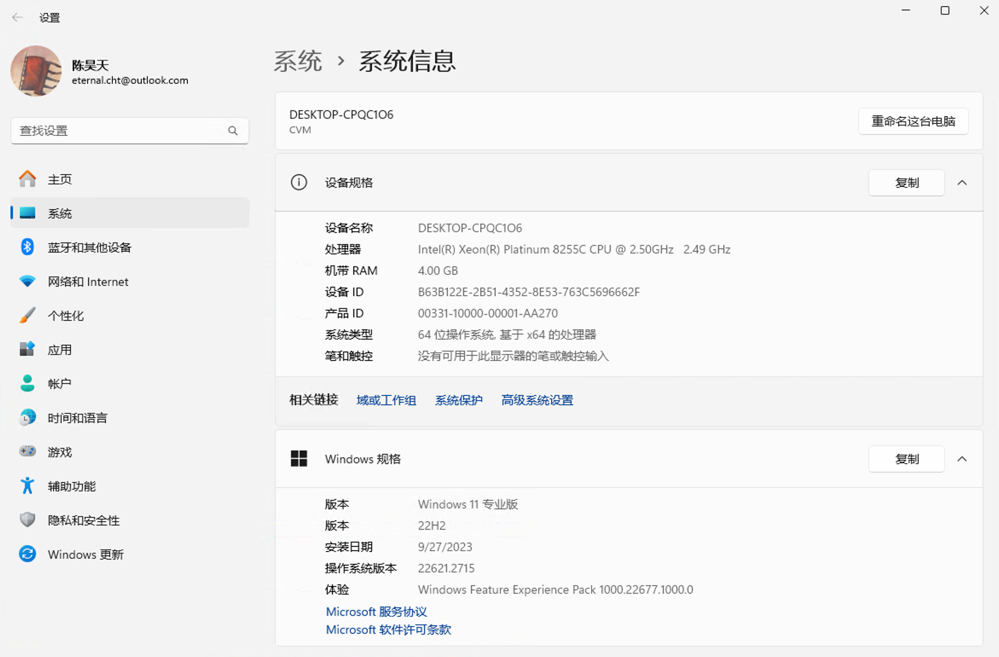 设置
陈昊天
eternal.cht@outlook.com
查找设置
主页
系统
蓝牙和其他设备
网络和 Internet
个性化
应用
帐户
时间和语言
游戏
辅助功能
隐私和安全性
Windows 更新
系统 › 系统信息
DESKTOP-CPQC1O6
CVM
重命名这台电脑
设备规格 复制
设备名称 DESKTOP-CPQC1O6
处理器 Intel(R) Xeon(R) Platinum 8255C CPU @ 2.50GHz 2.49 GHz
机带 RAM 4.00 GB
设备 ID B63B122E-2B51-4352-8E53-763C5696662F
产品 ID 00331-10000-00001-AA270
系统类型 64 位操作系统, 基于 x64 的处理器
笔和触控 没有可用于此显示器的笔或触控输入
相关链接 域或工作组 系统保护 高级系统设置
Windows 规格 复制
版本 Windows 11 专业版
版本 22H2
安装日期 9/27/2023
操作系统版本 22621.2715
体验 Windows Feature Experience Pack 1000.22677.1000.0
Microsoft 服务协议
Microsoft 软件许可条款